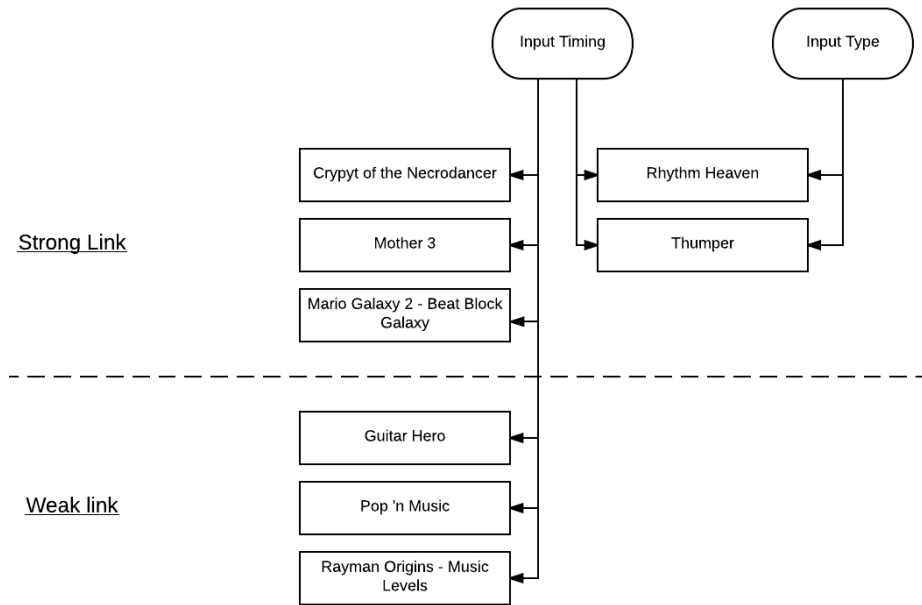 Input Timing
Input Type
Crypyt of the Necrodancer
Rhythm Heaven
Strong Link
Mother 3
Thumper
Mario Galaxy 2 - Beat Block
Galaxy
Guitar Hero
Weak link
Pop 'n Music
Rayman Origins - Music
Levels